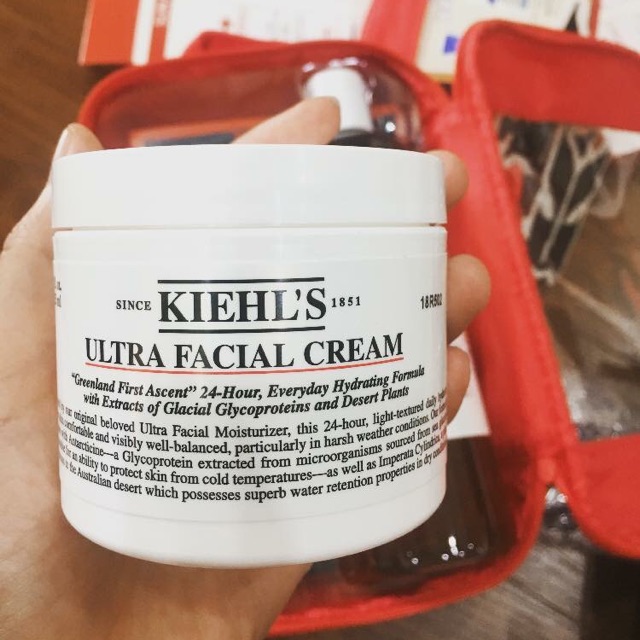 SINCE KIEHL'S 1851
18R502
ULTRA FACIAL CREAM
"Greenland First Ascent" 24-Hour, Everyday Hydrating Formula
with Extracts of Glacial Glycoproteins and Desert Plants
our original beloved Ultra Facial Moisturizer, this 24-hour, light-textured daily
comfortable and visibly well-balanced, particularly in harsh weather conditions.
Antarcticine—a Glycoprotein extracted from microorganisms sourced from
for an ability to protect skin from cold temperatures—as well as Imperata Cylindrica,
the Australian desert which possesses superb water retention properties in dry